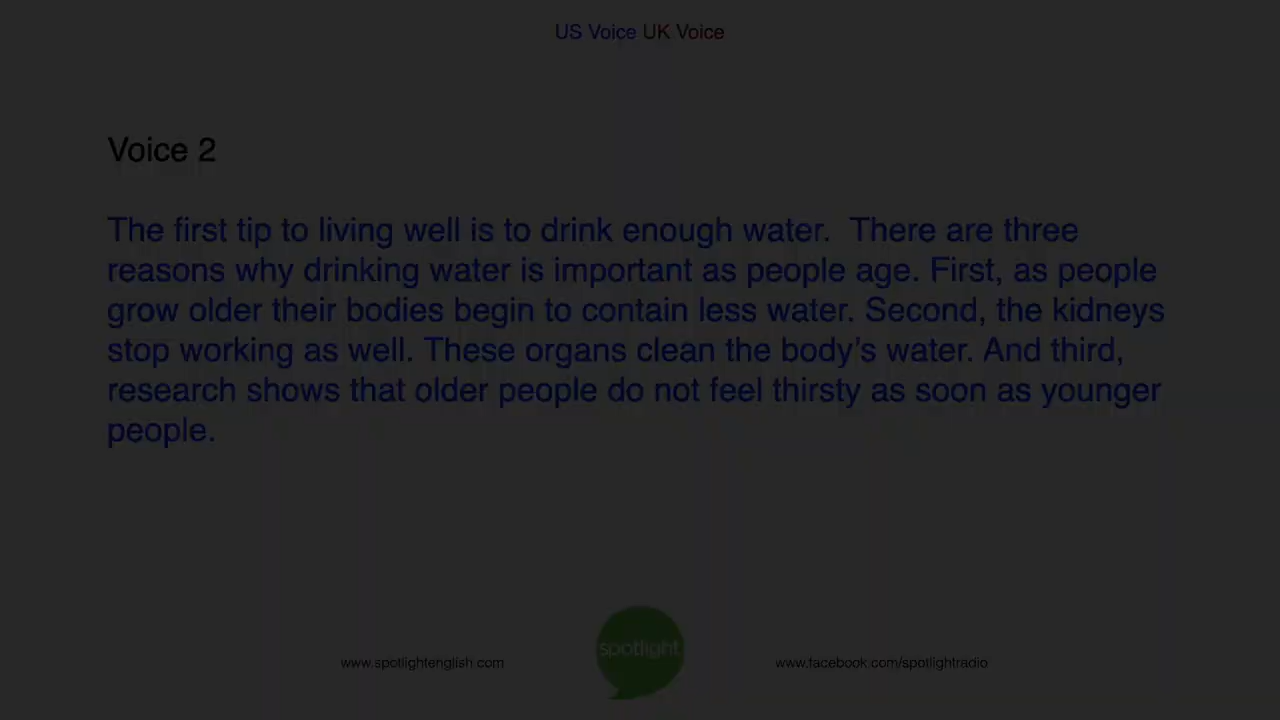 US Voice UK Voice
Voice 2
The first tip to living well is to drink enough water.  There are three
reasons why drinking water is important as people age. First, as people
grow older their bodies begin to contain less water. Second, the kidneys
stop working as well. These organs clean the body's water. And third,
research shows that older people do not feel thirsty as soon as younger
people.
spotlight
www.spotlightenglish.com
www.facebook.com/spotlightradio